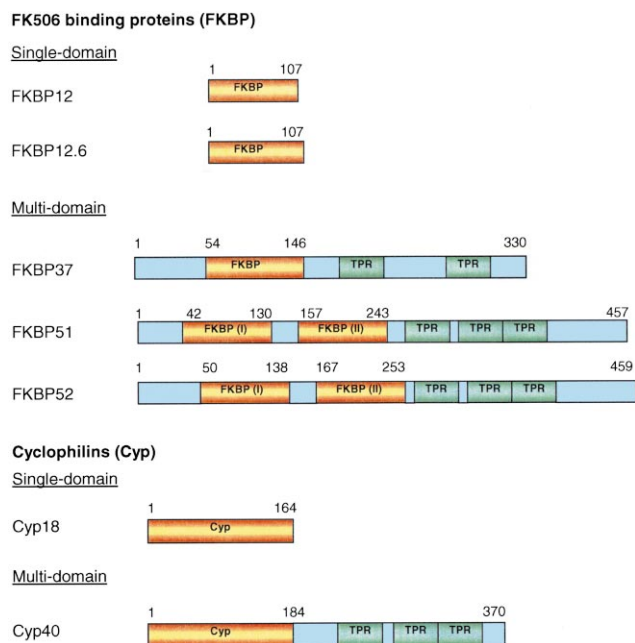 FK506 binding proteins (FKBP)
Single-domain
1 107
FKBP12 FKBP
1 107
FKBP12.6 FKBP
Multi-domain
1 54 146 330
FKBP37 FKBP TPR TPR
1 42 130 157 243 457
FKBP51 FKBP (I) FKBP (II) TPR TPR TPR
1 50 138 167 253 459
FKBP52 FKBP (I) FKBP (II) TPR TPR TPR
Cyclophilins (Cyp)
Single-domain
1 164
Cyp18 Cyp
Multi-domain
1 184 370
Cyp40 Cyp TPR TPR TPR